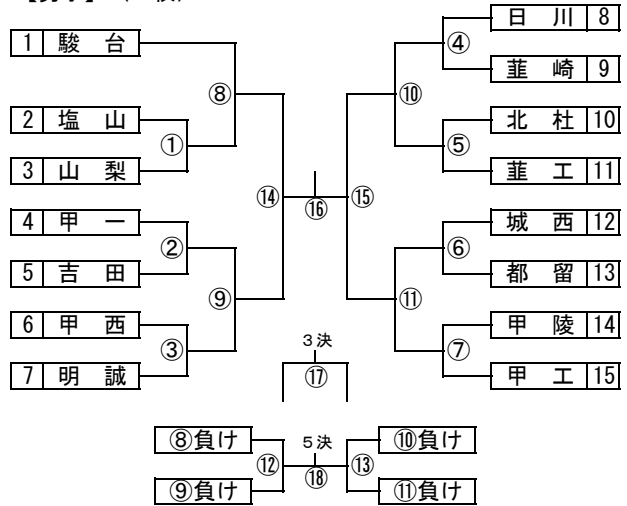 日 川 8
1 駿 台
④
韮 崎 9
⑧
⑩
2 塩 山
北 杜 10
①
⑤
3 山 梨
韮 工 11
⑭
⑯
⑮
4 甲 一
城 西 12
②
⑥
5 吉 田
都 留 13
⑨
⑪
6 甲 西
甲 陵 14
3決
③
⑦
⑰
7 明 誠
甲 工 15
⑧負け
5決
⑩負け
⑫
⑱
⑬
⑨負け
⑪負け